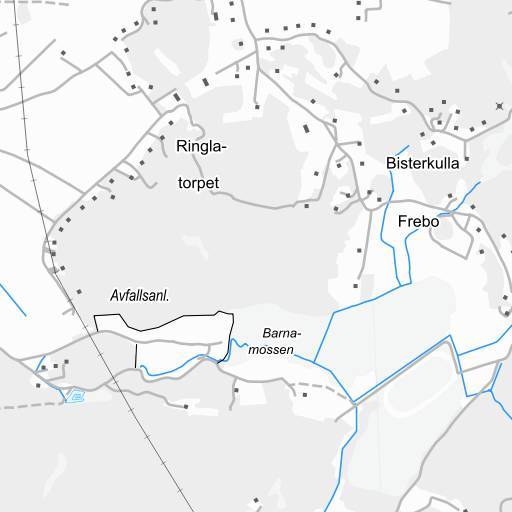 Ringla-
torpet
Bisterkulla
Frebo
Avfallsanl.
Barna-
mossen